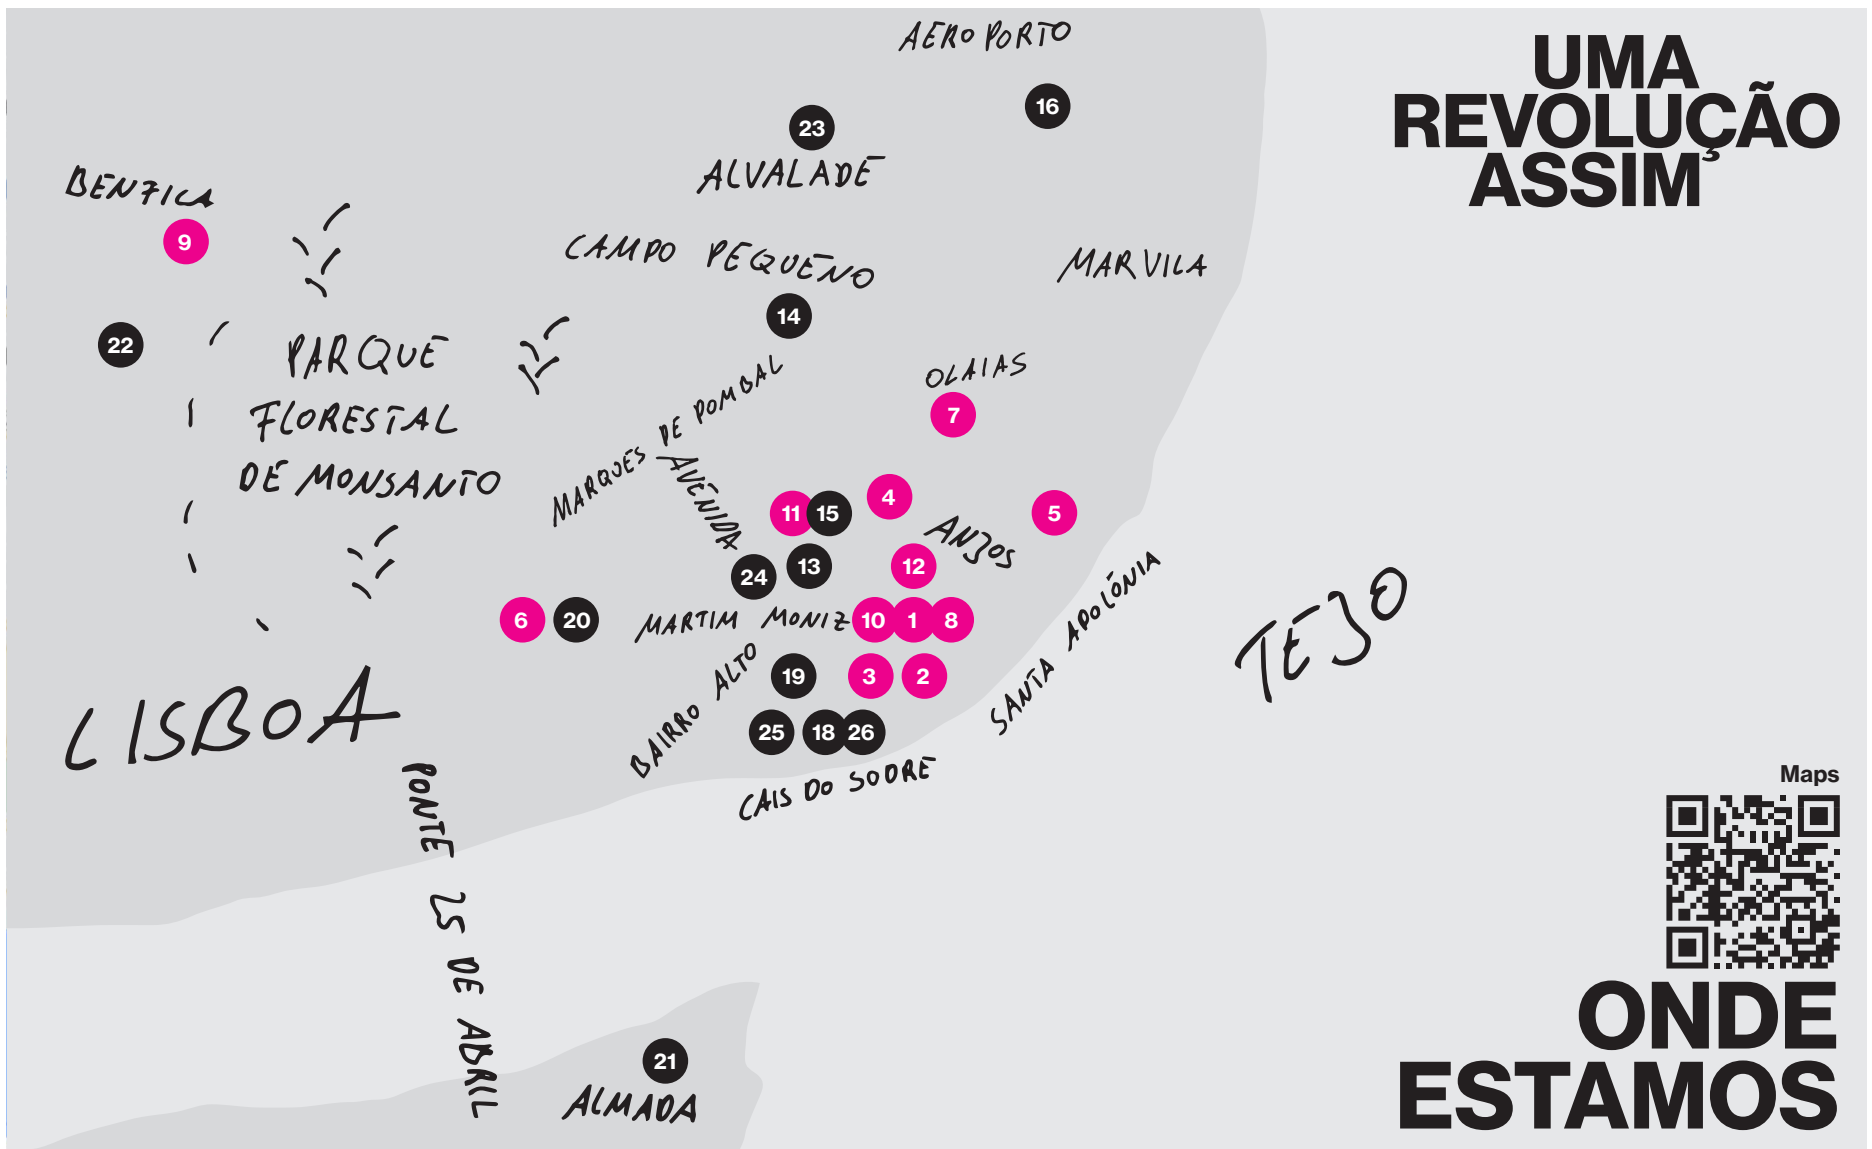 AEROPORTO
UMA
REVOLUÇÃO
ASSIM
16
23
ALVALADE
BENFICA
9
CAMPO PEQUENO
MARVILA
14
22
PARQUE
FLORESTAL
DE MONSANTO
OLAIAS
7
MARQUES DE POMBAL
AVENIDA
4
11
15
5
ANJOS
24
13
12
6
20
MARTIM MONIZ
10
1
8
SANTA APOLÓNIA
TEJO
BAIRRO ALTO
19
3
2
LISBOA
25
18
26
CAIS DO SODRE
PONTE 25 DE ABRIL
Maps
21
ALMADA
ONDE
ESTAMOS